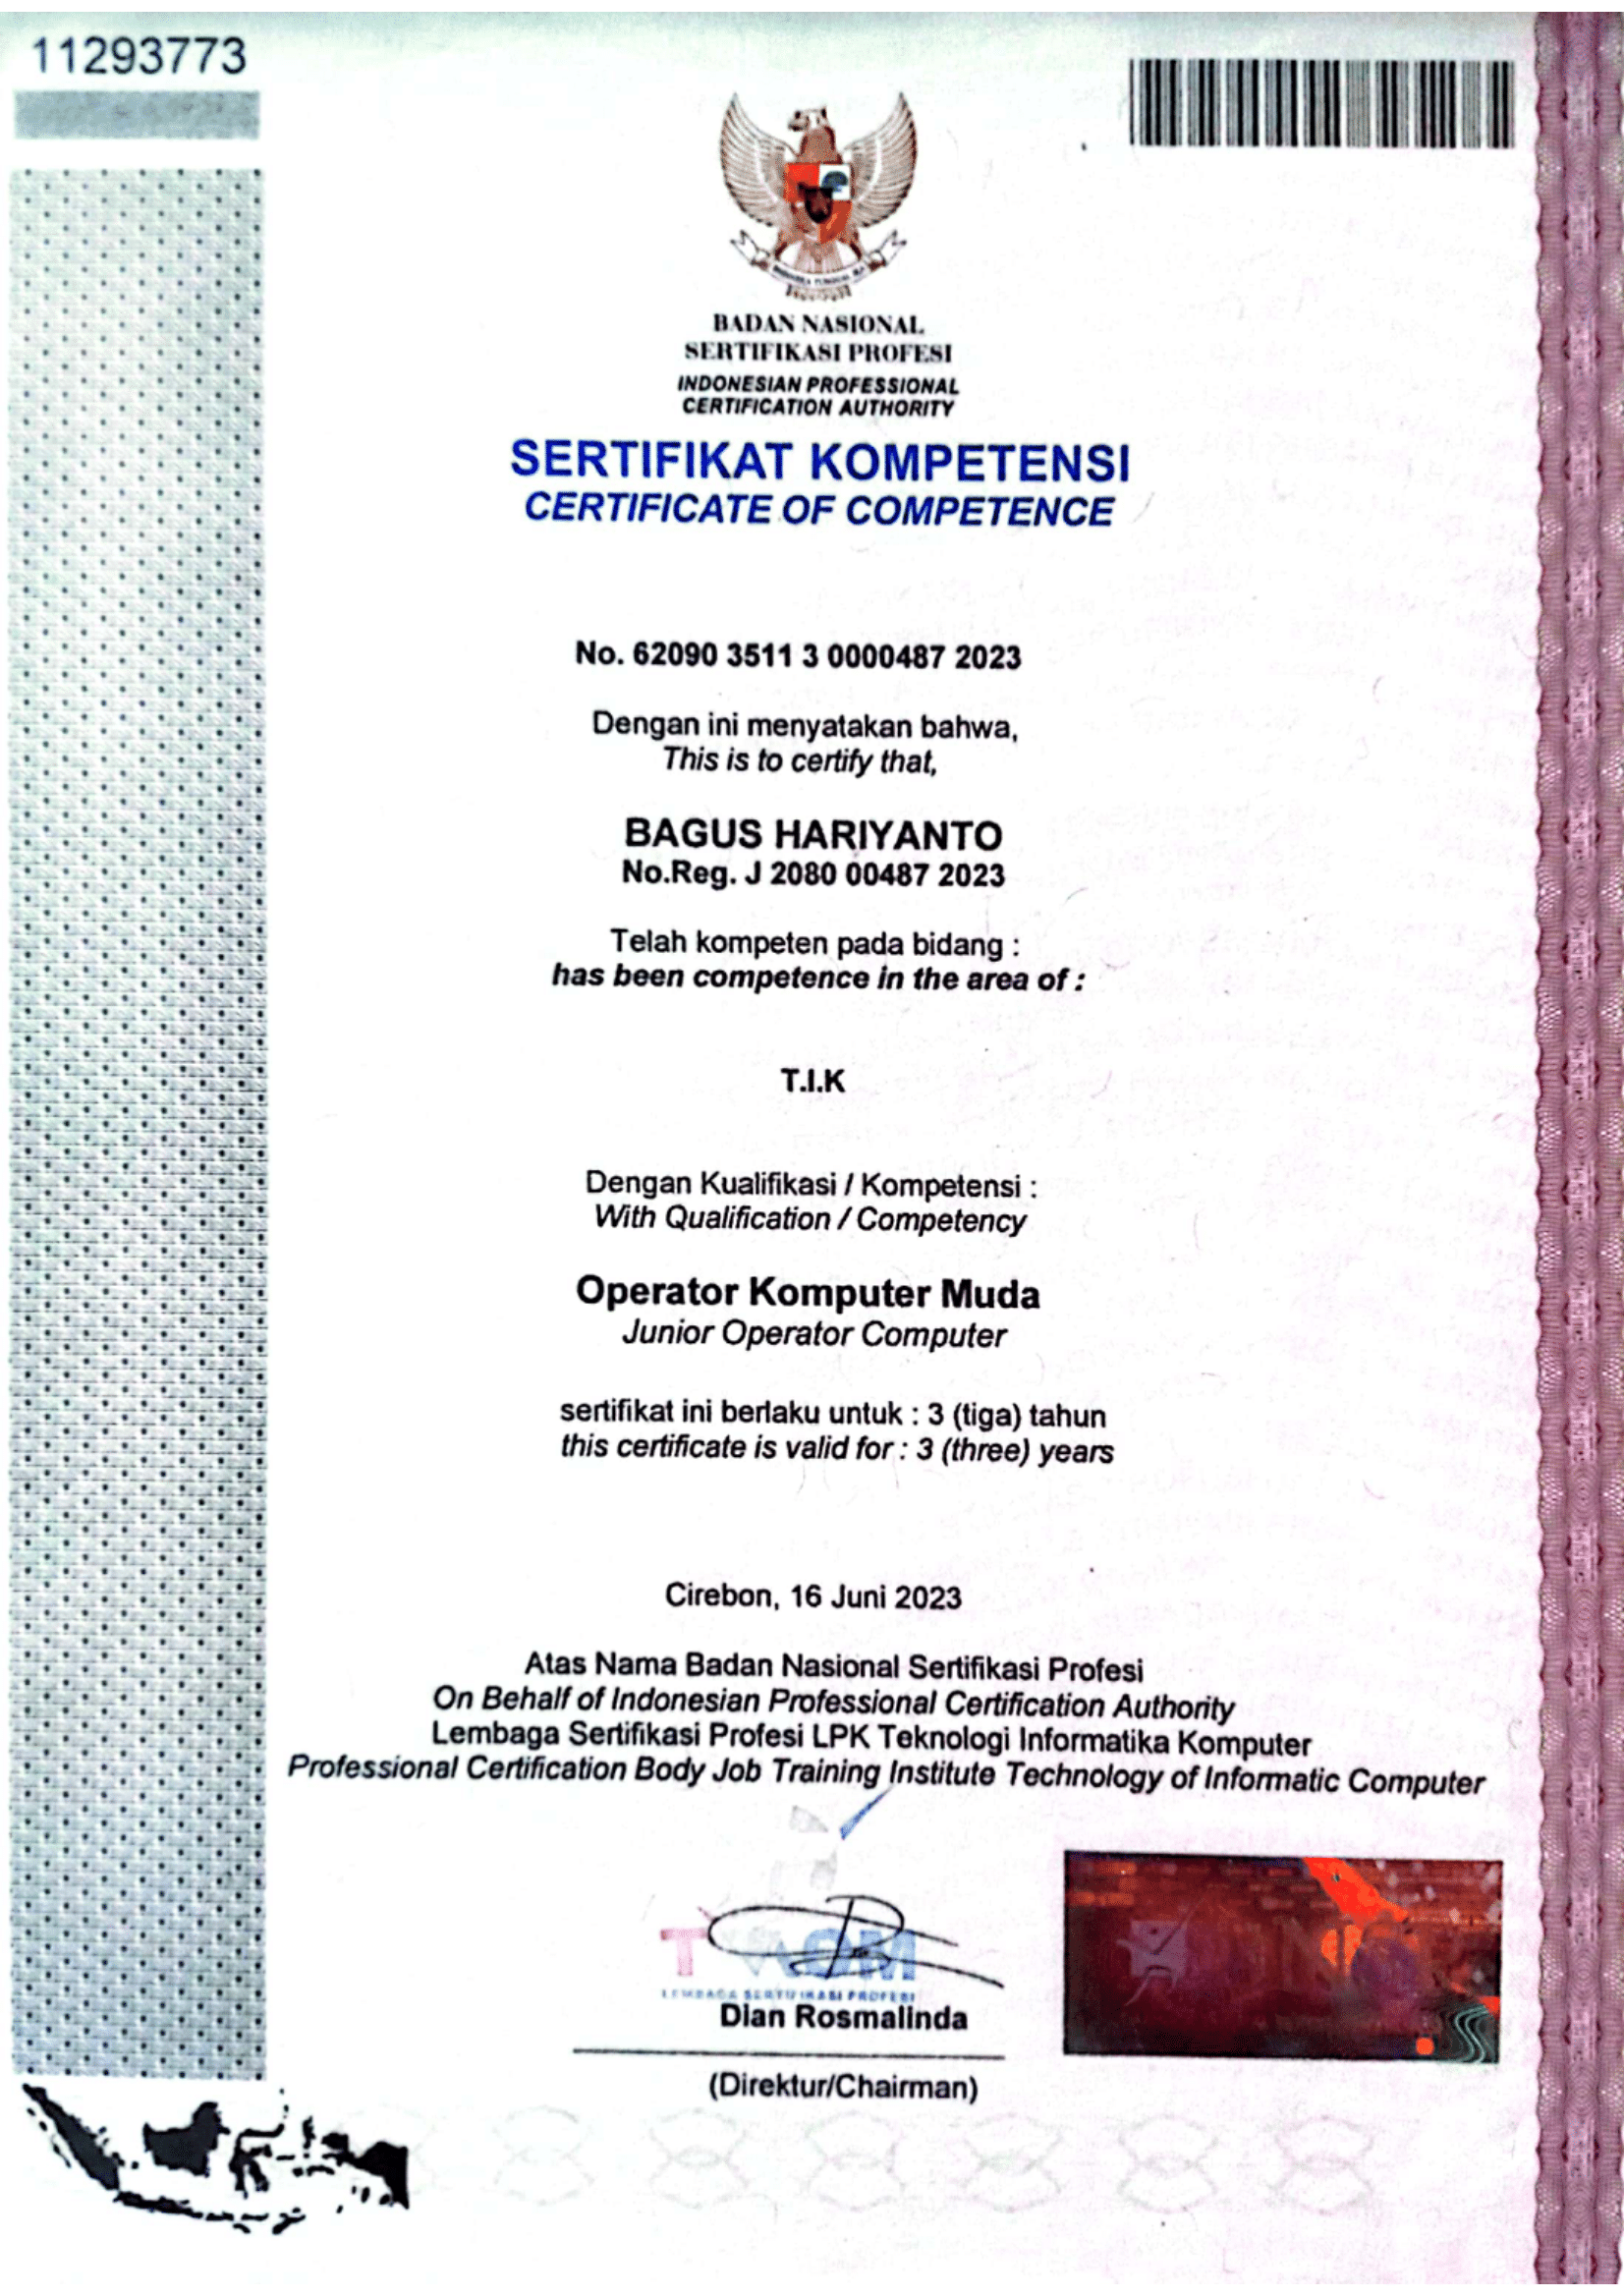 11293773
BADAN NASIONAL
SERTIFIKASI PROFESI
INDONESIAN PROFESSIONAL
CERTIFICATION AUTHORITY
SERTIFIKAT KOMPETENSI
CERTIFICATE OF COMPETENCE
No. 62090 3511 3 0000487 2023
Dengan ini menyatakan bahwa,
This is to certify that,
BAGUS HARIYANTO
No.Reg. J 2080 00487 2023
Telah kompeten pada bidang :
has been competence in the area of :
T.I.K
Dengan Kualifikasi / Kompetensi :
With Qualification / Competency
Operator Komputer Muda
Junior Operator Computer
sertifikat ini berlaku untuk : 3 (tiga) tahun
this certificate is valid for : 3 (three) years
Cirebon, 16 Juni 2023
Atas Nama Badan Nasional Sertifikasi Profesi
On Behalf of Indonesian Professional Certification Authority
Lembaga Sertifikasi Profesi LPK Teknologi Informatika Komputer
Professional Certification Body Job Training Institute Technology of Informatic Computer
LEMBAGA SERTIFIKASI PROFESI
Dian Rosmalinda
(Direktur/Chairman)